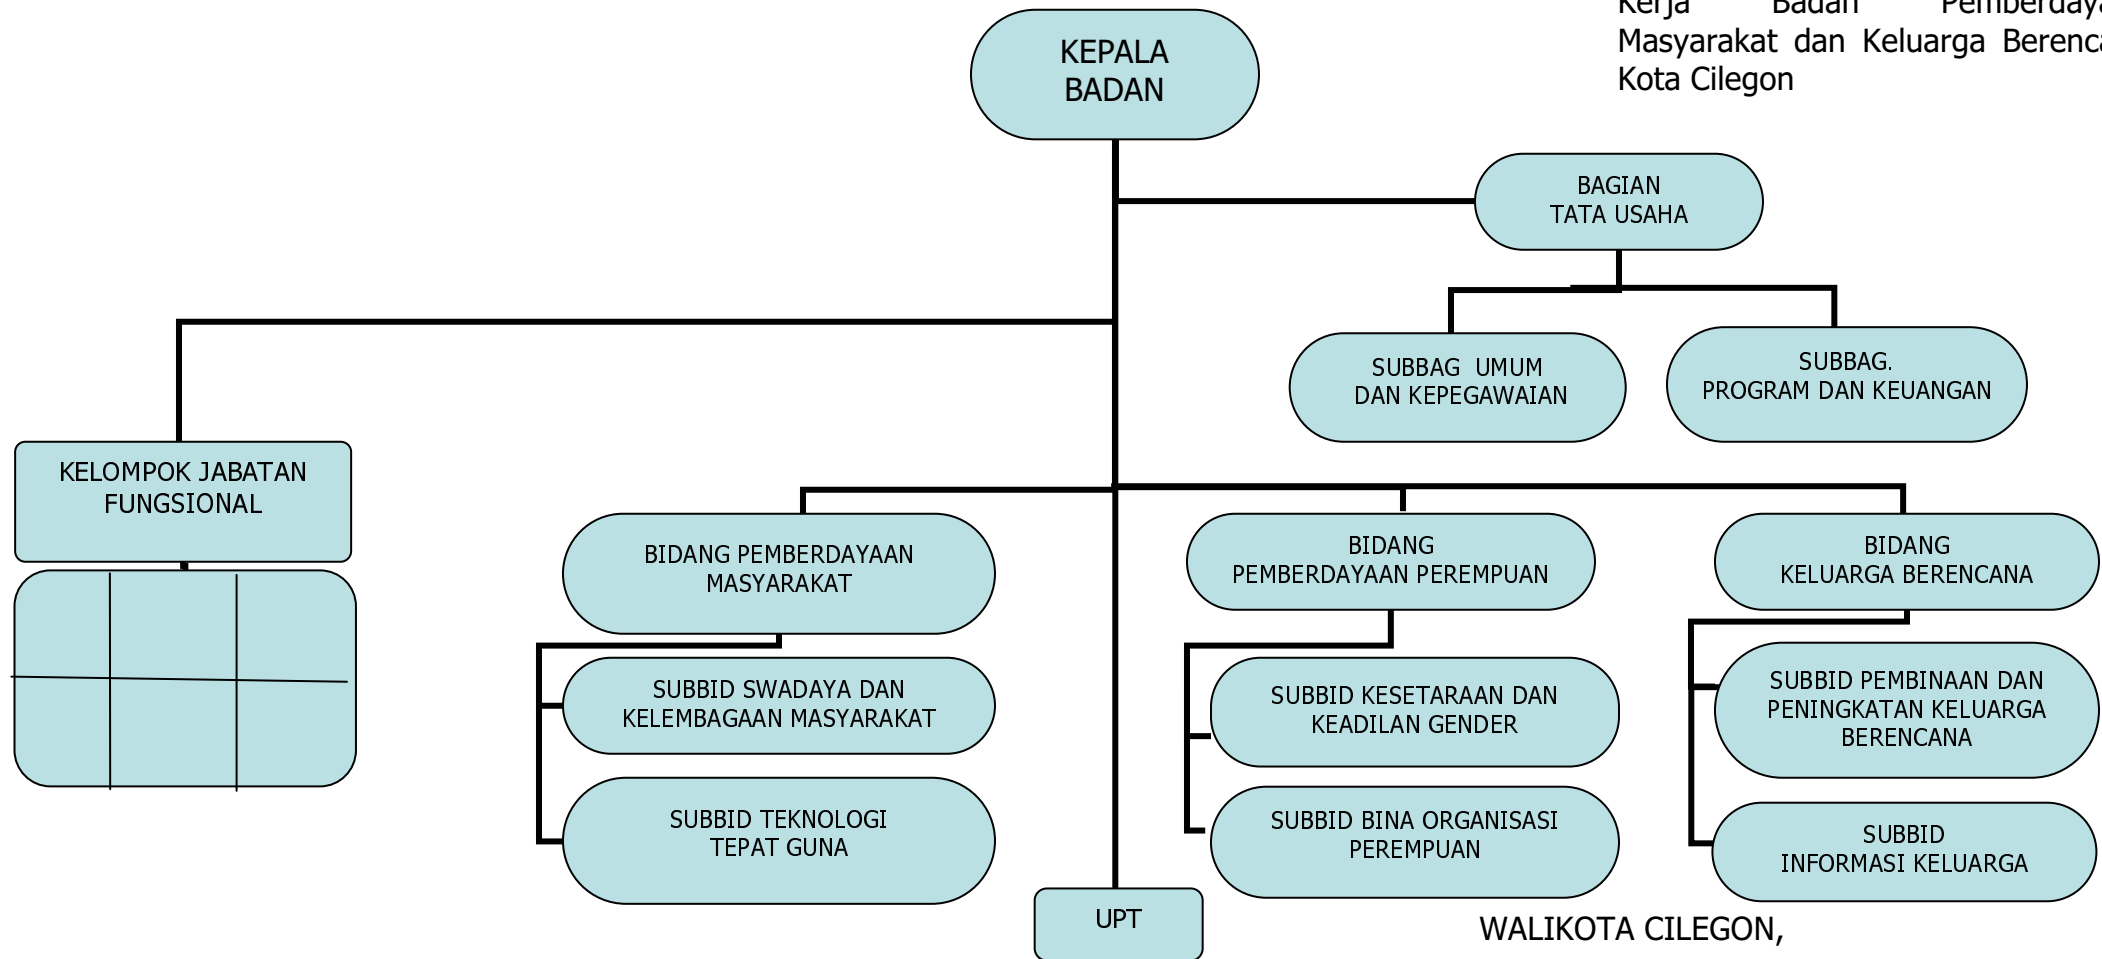 Kerja Badan
Masyarakat dan Keluarga
Kota Cilegon
KEPALA
BADAN
BAGIAN
TATA USAHA
SUBBAG UMUM
DAN KEPEGAWAIAN
SUBBAG.
PROGRAM DAN KEUANGAN
KELOMPOK JABATAN
FUNGSIONAL
BIDANG PEMBERDAYAAN
MASYARAKAT
BIDANG
PEMBERDAYAAN PEREMPUAN
BIDANG
KELUARGA BERENCANA
SUBBID SWADAYA DAN
KELEMBAGAAN MASYARAKAT
SUBBID KESETARAAN DAN
KEADILAN GENDER
SUBBID PEMBINAAN DAN
PENINGKATAN KELUARGA
BERENCANA
SUBBID TEKNOLOGI
TEPAT GUNA
SUBBID BINA ORGANISASI
PEREMPUAN
SUBBID
INFORMASI KELUARGA
UPT
WALIKOTA CILEGON,